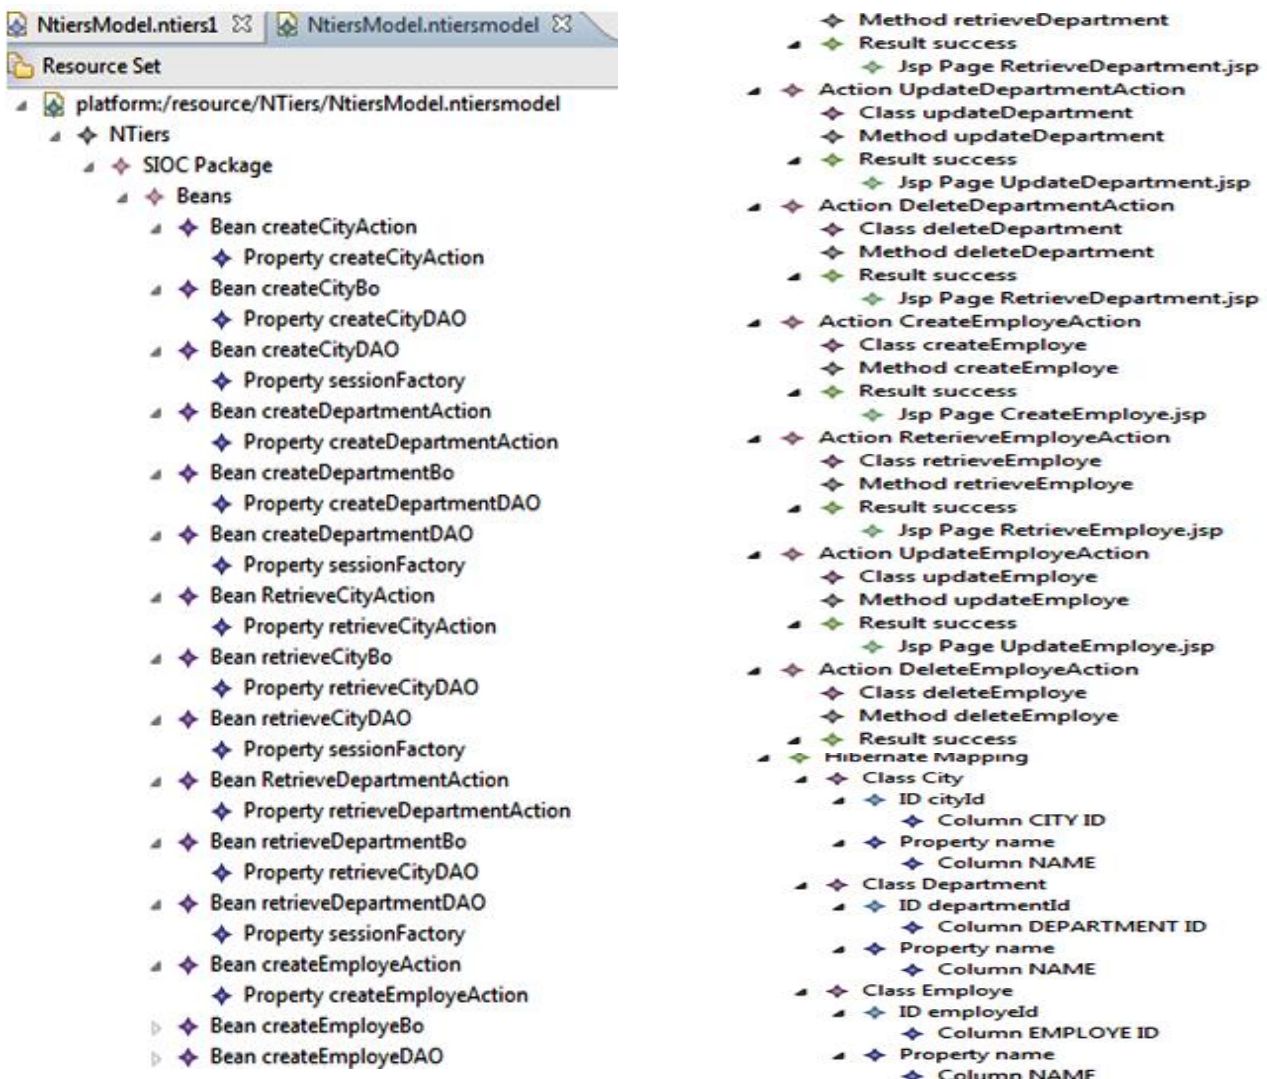 NtiersModel.ntiers1
NtiersModel.ntiersmodel
Resource Set
platform:/resource/NTiers/NtiersModel.ntiersmodel
NTiers
SIOC Package
Beans
Bean createCityAction
Property createCityAction
Bean createCityBo
Property createCityDAO
Bean createCityDAO
Property sessionFactory
Bean createDepartmentAction
Property createDepartmentAction
Bean createDepartmentBo
Property createDepartmentDAO
Bean createDepartmentDAO
Property sessionFactory
Bean RetrieveCityAction
Property retrieveCityAction
Bean retrieveCityBo
Property retrieveCityDAO
Bean retrieveCityDAO
Property sessionFactory
Bean RetrieveDepartmentAction
Property retrieveDepartmentAction
Bean retrieveDepartmentBo
Property retrieveCityDAO
Bean retrieveDepartmentDAO
Property sessionFactory
Bean createEmployeAction
Property createEmployeAction
Bean createEmployeBo
Bean createEmployeDAO
Method retrieveDepartment
Result success
Jsp Page RetrieveDepartment.jsp
Action UpdateDepartmentAction
Class updateDepartment
Method updateDepartment
Result success
Jsp Page UpdateDepartment.jsp
Action DeleteDepartmentAction
Class deleteDepartment
Method deleteDepartment
Result success
Jsp Page RetrieveDepartment.jsp
Action CreateEmployeAction
Class createEmploye
Method createEmploye
Result success
Jsp Page CreateEmploye.jsp
Action ReterieveEmployeAction
Class retrieveEmploye
Method retrieveEmploye
Result success
Jsp Page RetrieveEmploye.jsp
Action UpdateEmployeAction
Class updateEmploye
Method updateEmploye
Result success
Jsp Page UpdateEmploye.jsp
Action DeleteEmployeAction
Class deleteEmploye
Method deleteEmploye
Result success
Hibernate Mapping
Class City
ID cityId
Column CITY ID
Property name
Column NAME
Class Department
ID departmentId
Column DEPARTMENT ID
Property name
Column NAME
Class Employe
ID employeId
Column EMPLOYE ID
Property name
Column NAME